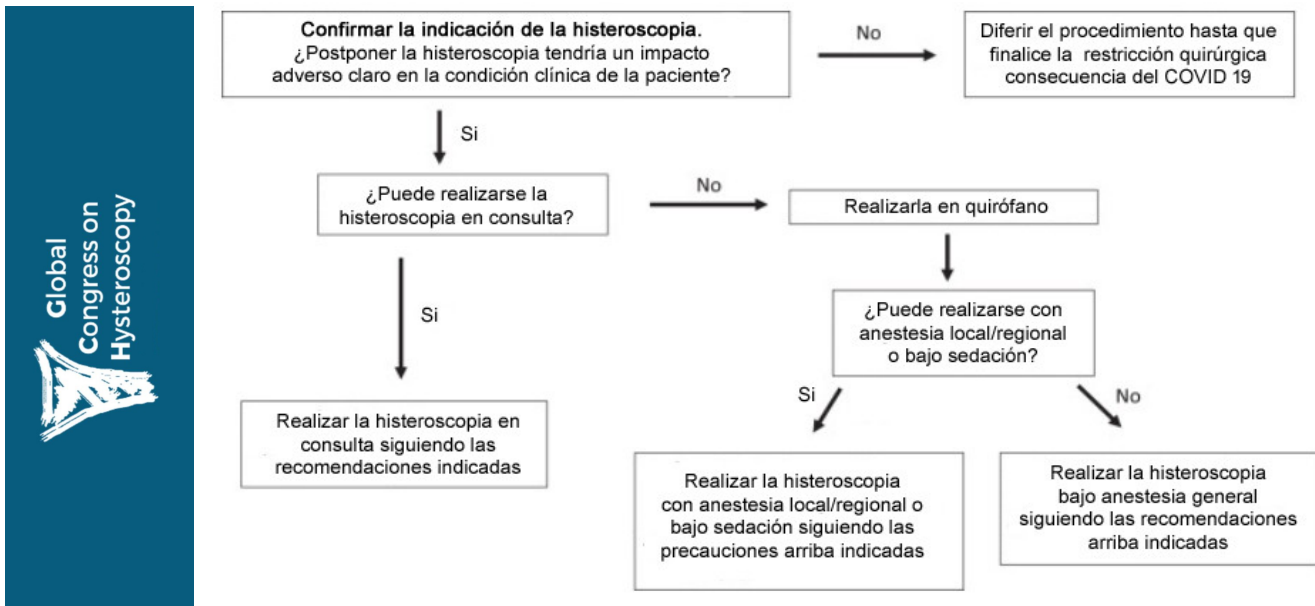 Global
Congress on
Hysteroscopy
Confirmar la indicación de la histeroscopia.
¿Postponer la histeroscopia tendría un impacto
adverso claro en la condición clínica de la paciente?
No
Diferir el procedimiento hasta que
finalice la restricción quirúrgica
consecuencia del COVID 19
Si
¿Puede realizarse la
histeroscopia en consulta?
No
Realizarla en quirófano
Si
¿Puede realizarse con
anestesia local/regional
o bajo sedación?
Si
No
Realizar la histeroscopia en
consulta siguiendo las
recomendaciones indicadas
Realizar la histeroscopia
con anestesia local/regional o
bajo sedación siguiendo las
precauciones arriba indicadas
Realizar la histeroscopia
bajo anestesia general
siguiendo las recomendaciones
arriba indicadas